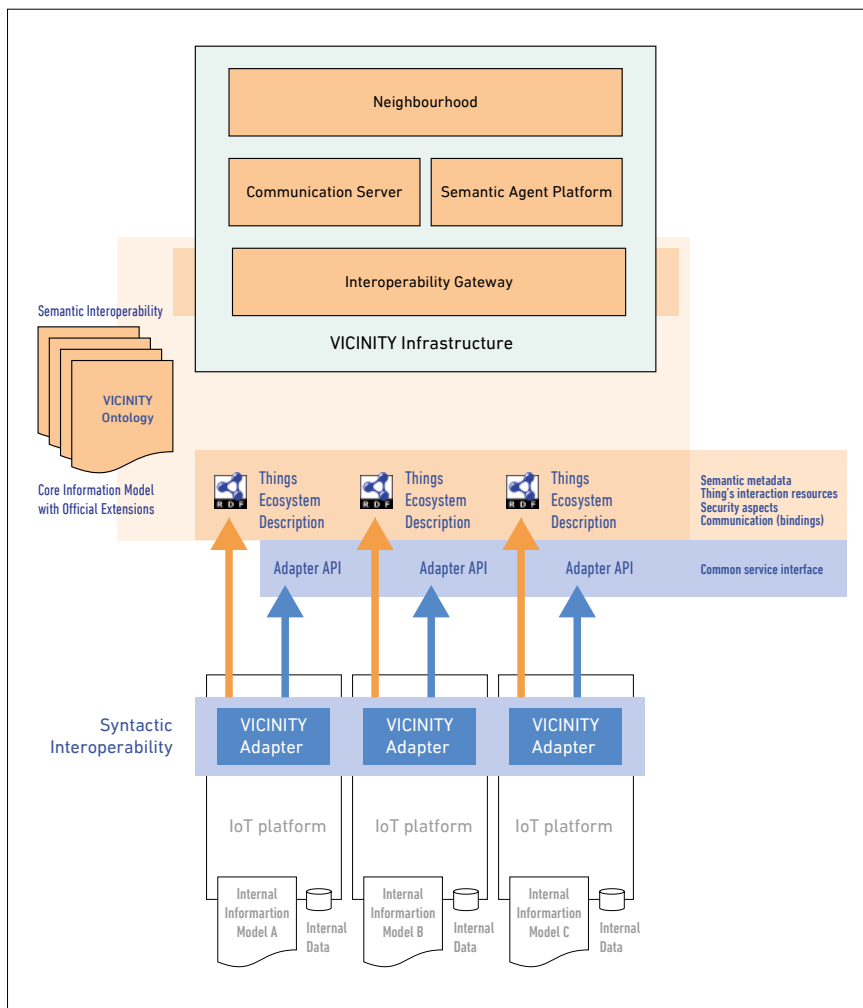 Neighbourhood
Communication Server
Semantic Agent Platform
Interoperability Gateway
VICINITY Infrastructure
Semantic Interoperability
VICINITY
Ontology
Core Information Model
with Official Extensions
RDF
Things
Ecosystem
Description
RDF
Things
Ecosystem
Description
RDF
Things
Ecosystem
Description
Semantic metadata
Thing's interaction resources
Security aspects
Communication (bindings)
Adapter API
Adapter API
Adapter API
Common service interface
Syntactic
Interoperability
VICINITY
Adapter
VICINITY
Adapter
VICINITY
Adapter
IoT platform
IoT platform
IoT platform
Internal
Informartion
Model A
Internal
Data
Internal
Informartion
Model B
Internal
Data
Internal
Informartion
Model C
Internal
Data